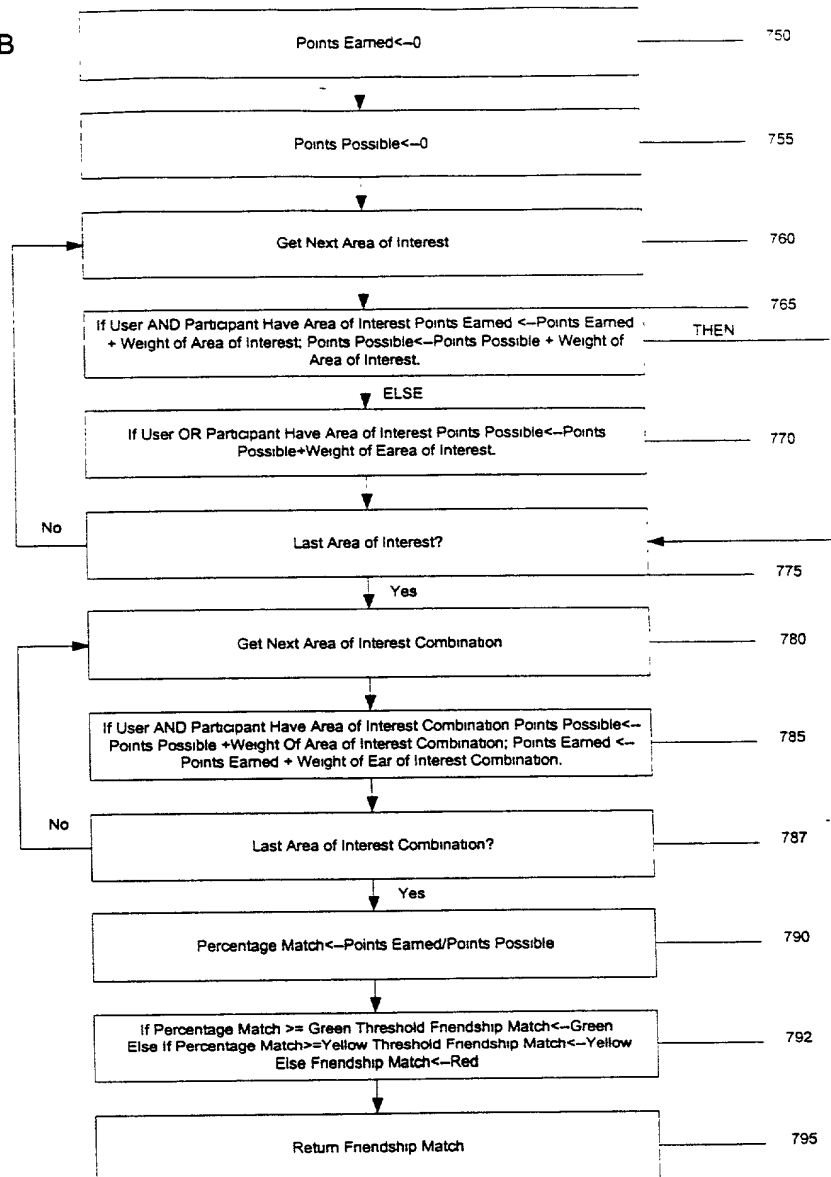 B
Points Earned<--0
750
Points Possible<--0
755
Get Next Area of Interest
760
765
If User AND Participant Have Area of Interest Points Earned <--Points Earned
+ Weight of Area of Interest; Points Possible<--Points Possible + Weight of
Area of Interest.
THEN
ELSE
If User OR Participant Have Area of Interest Points Possible<--Points
Possible+Weight of Earea of Interest.
770
No
Last Area of Interest?
775
Yes
Get Next Area of Interest Combination
780
If User AND Participant Have Area of Interest Combination Points Possible<--
Points Possible +Weight Of Area of Interest Combination; Points Earned <--
Points Earned + Weight of Ear of Interest Combination.
785
No
Last Area of Interest Combination?
787
Yes
Percentage Match<--Points Earned/Points Possible
790
If Percentage Match >= Green Threshold Friendship Match<--Green
Else If Percentage Match>=Yellow Threshold Friendship Match<--Yellow
Else Friendship Match<--Red
792
Return Friendship Match
795